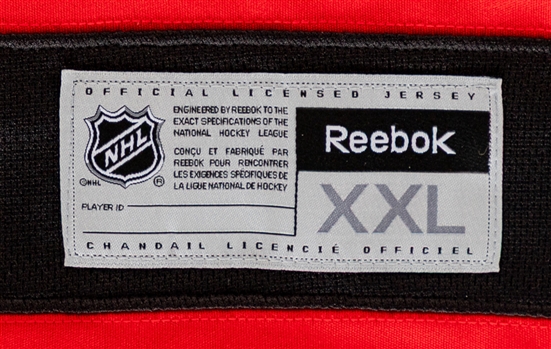 OFFICIAL LICENSED JERSEY
NHL
©NHL ®
ENGINEERED BY REEBOK TO THE
EXACT SPECIFICATIONS OF THE
NATIONAL HOCKEY LEAGUE
CONÇU ET FABRIQUÉ PAR
REEBOK POUR RENCONTRER
LES EXIGENCES SPÉCIFIQUES DE
LA LIGUE NATIONALE DE HOCKEY
PLAYER ID
Reebok
XXL
CHANDAIL LICENCIÉ OFFICIEL